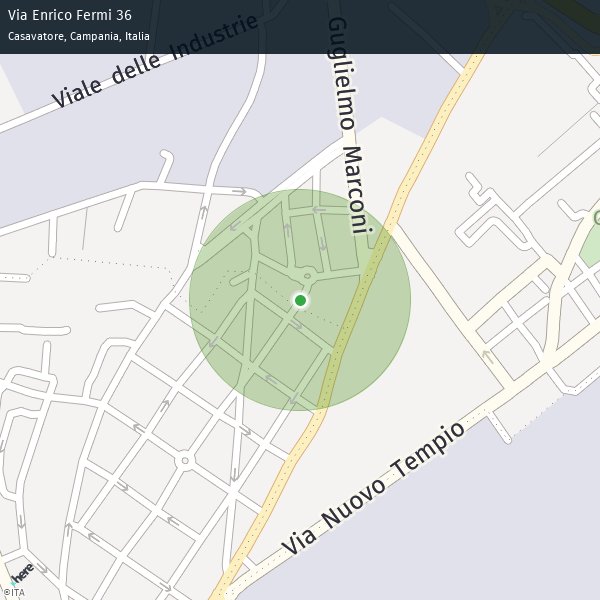 Via Enrico Fermi 36
Casavatore, Campania, Italia
Viale delle Industrie
Guglielmo Marconi
Via Nuovo Tempio
here
©ITA